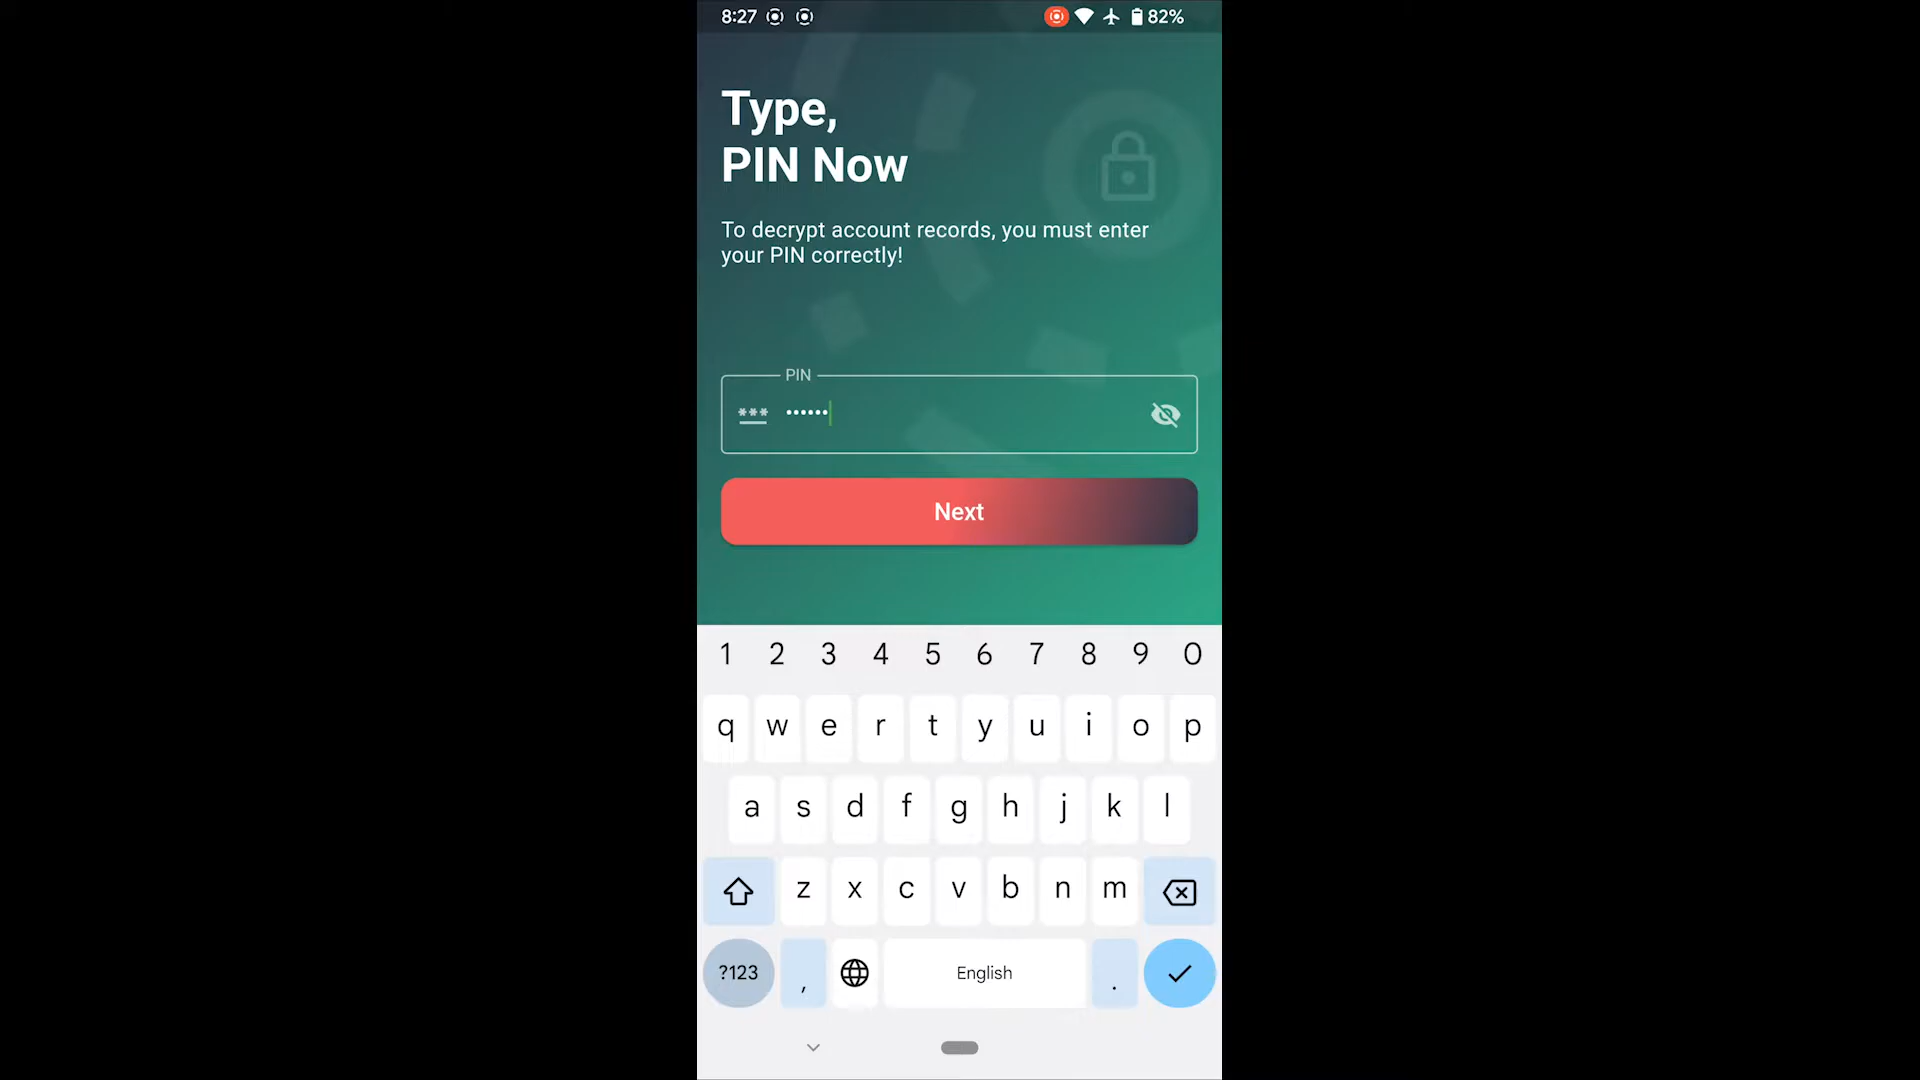 8:27 82%
Type,
PIN Now
To decrypt account records, you must enter
your PIN correctly!
PIN
*** ••••••
Next
1 2 3 4 5 6 7 8 9 0
q w e r t y u i o p
a s d f g h j k l
z x c v b n m
?123 , English .